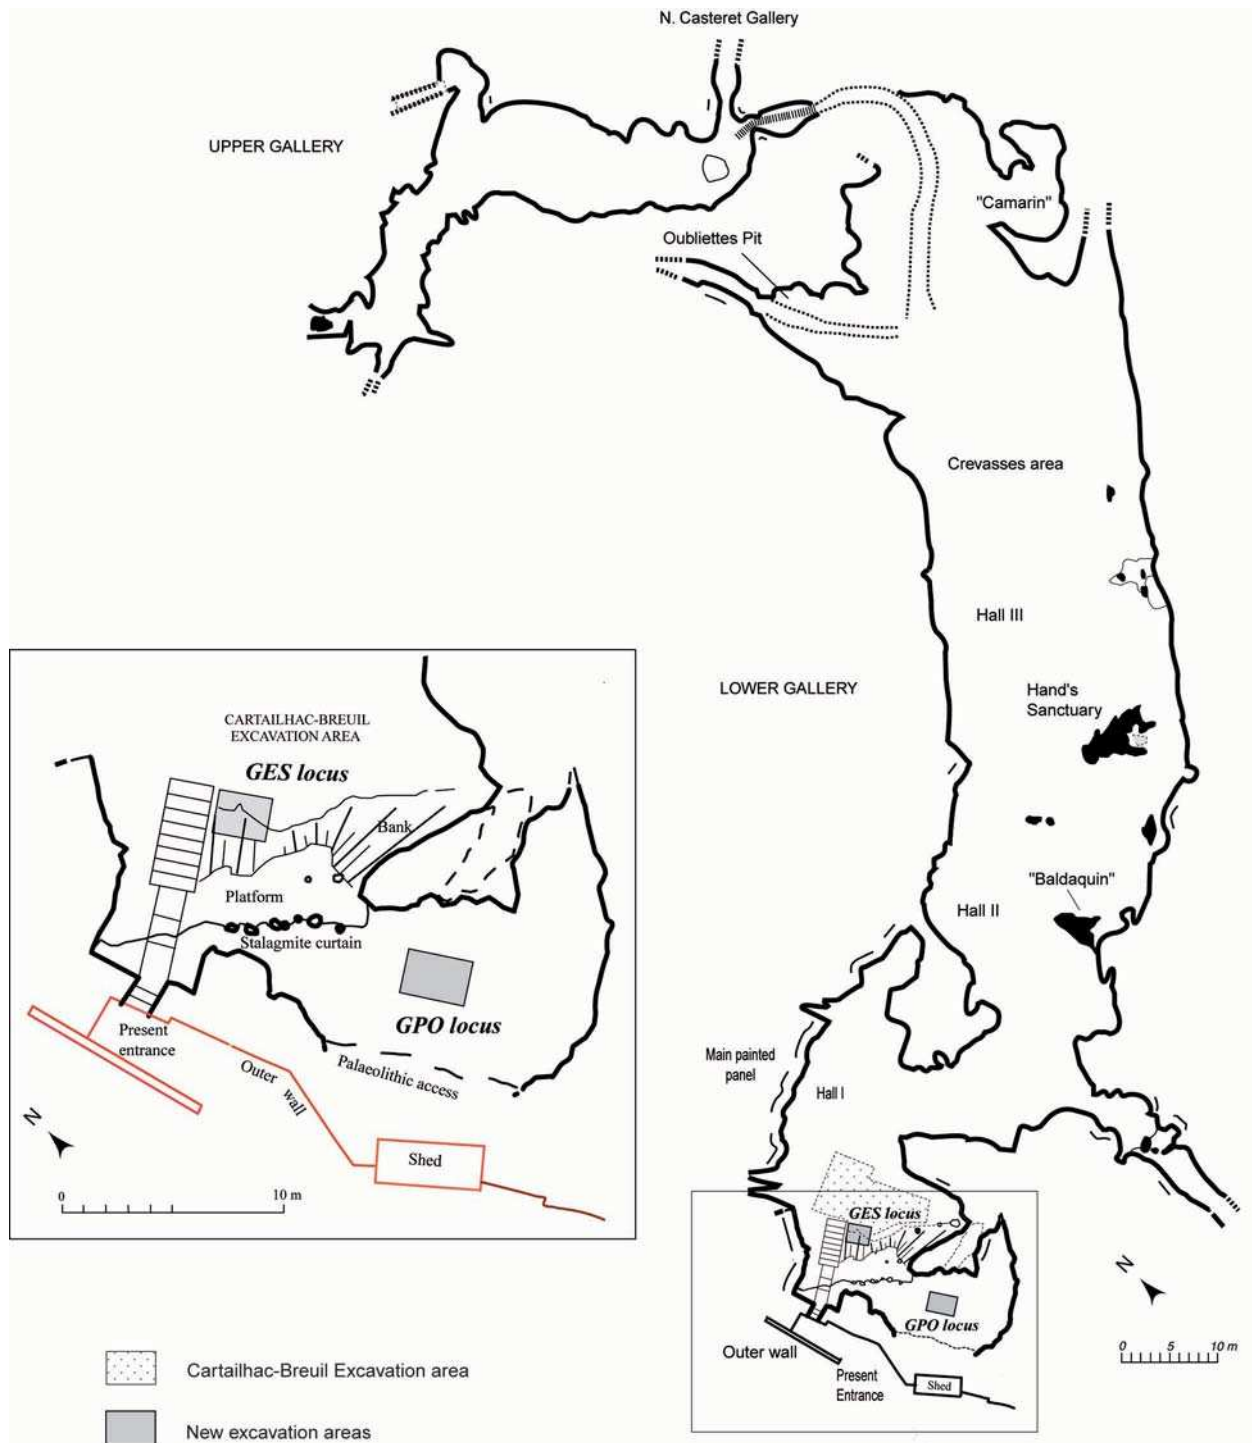 N. Casteret Gallery
UPPER GALLERY
"Camarin"
Oubliettes Pit
Crevasses area
Hall III
LOWER GALLERY
Hand's
Sanctuary
"Baldaquin"
Hall II
Main painted
panel
Hall I
GES locus
GPO locus
Outer wall
Present
Entrance
Shed
N
0 5 10 m
CARTAILHAC-BREUIL
EXCAVATION AREA
GES locus
Bank
Platform
Stalagmite curtain
GPO locus
Present
entrance
Palaeolithic access
Outer
wall
Shed
N
0 10 m
Cartailhac-Breuil Excavation area
New excavation areas